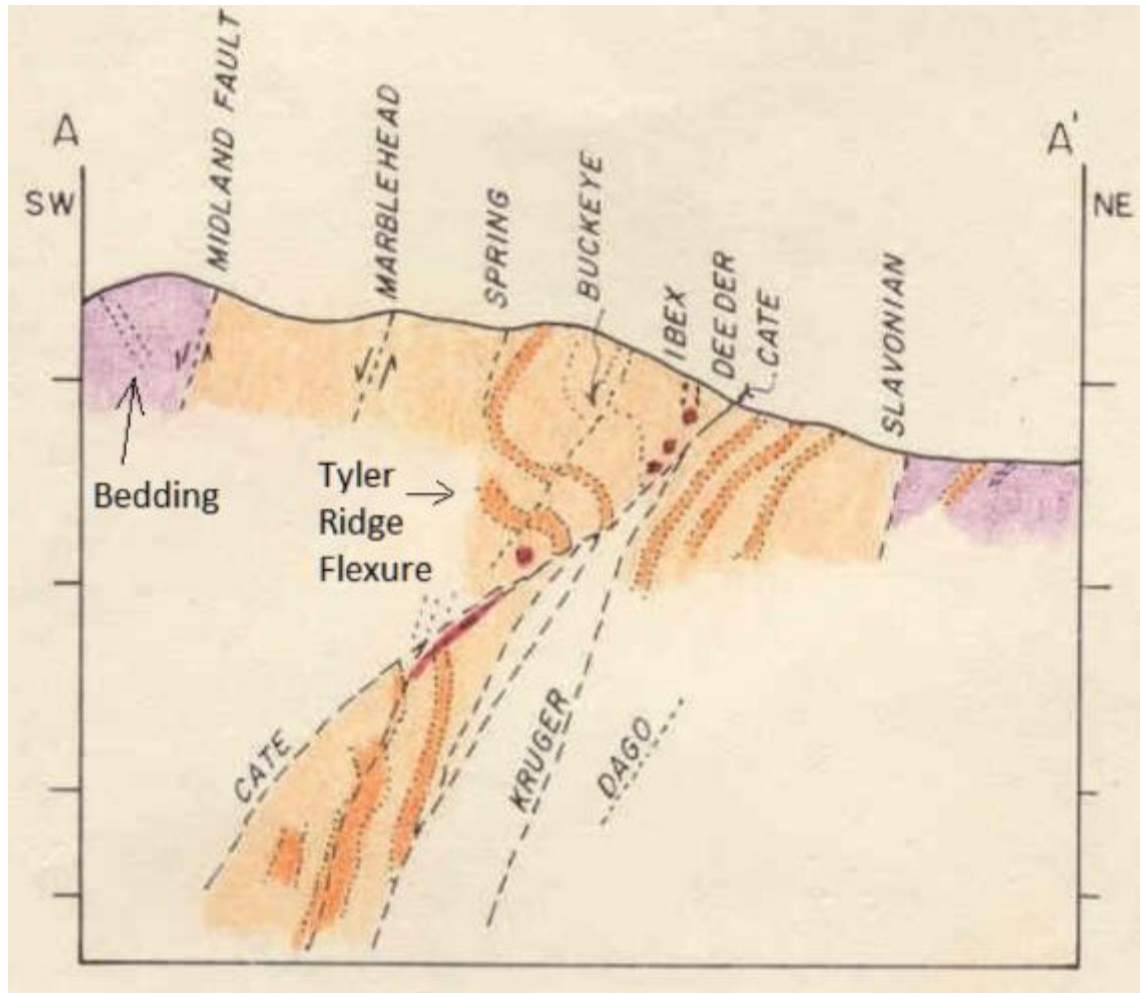 A
SW
MIDLAND FAULT
MARBLEHEAD
SPRING
BUCKEYE
IBEX
DEEDER
CATE
SLAVONIAN
A'
NE
Bedding
Tyler
Ridge
Flexure
CATE
KRUGER
DAGO